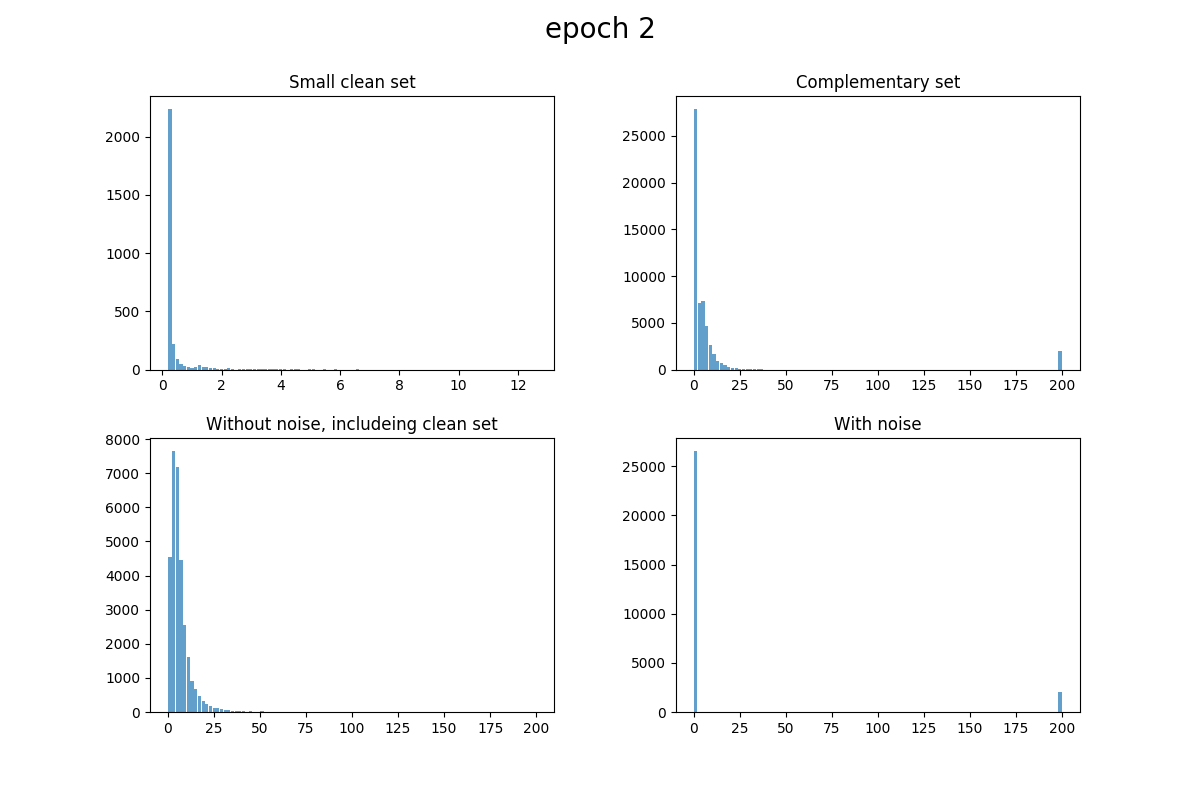 epoch 2
Small clean set
2000
1500
1000
500
0
0 2 4 6 8 10 12
Complementary set
25000
20000
15000
10000
5000
0
0 25 50 75 100 125 150 175 200
Without noise, includeing clean set
8000
7000
6000
5000
4000
3000
2000
1000
0
0 25 50 75 100 125 150 175 200
With noise
25000
20000
15000
10000
5000
0
0 25 50 75 100 125 150 175 200